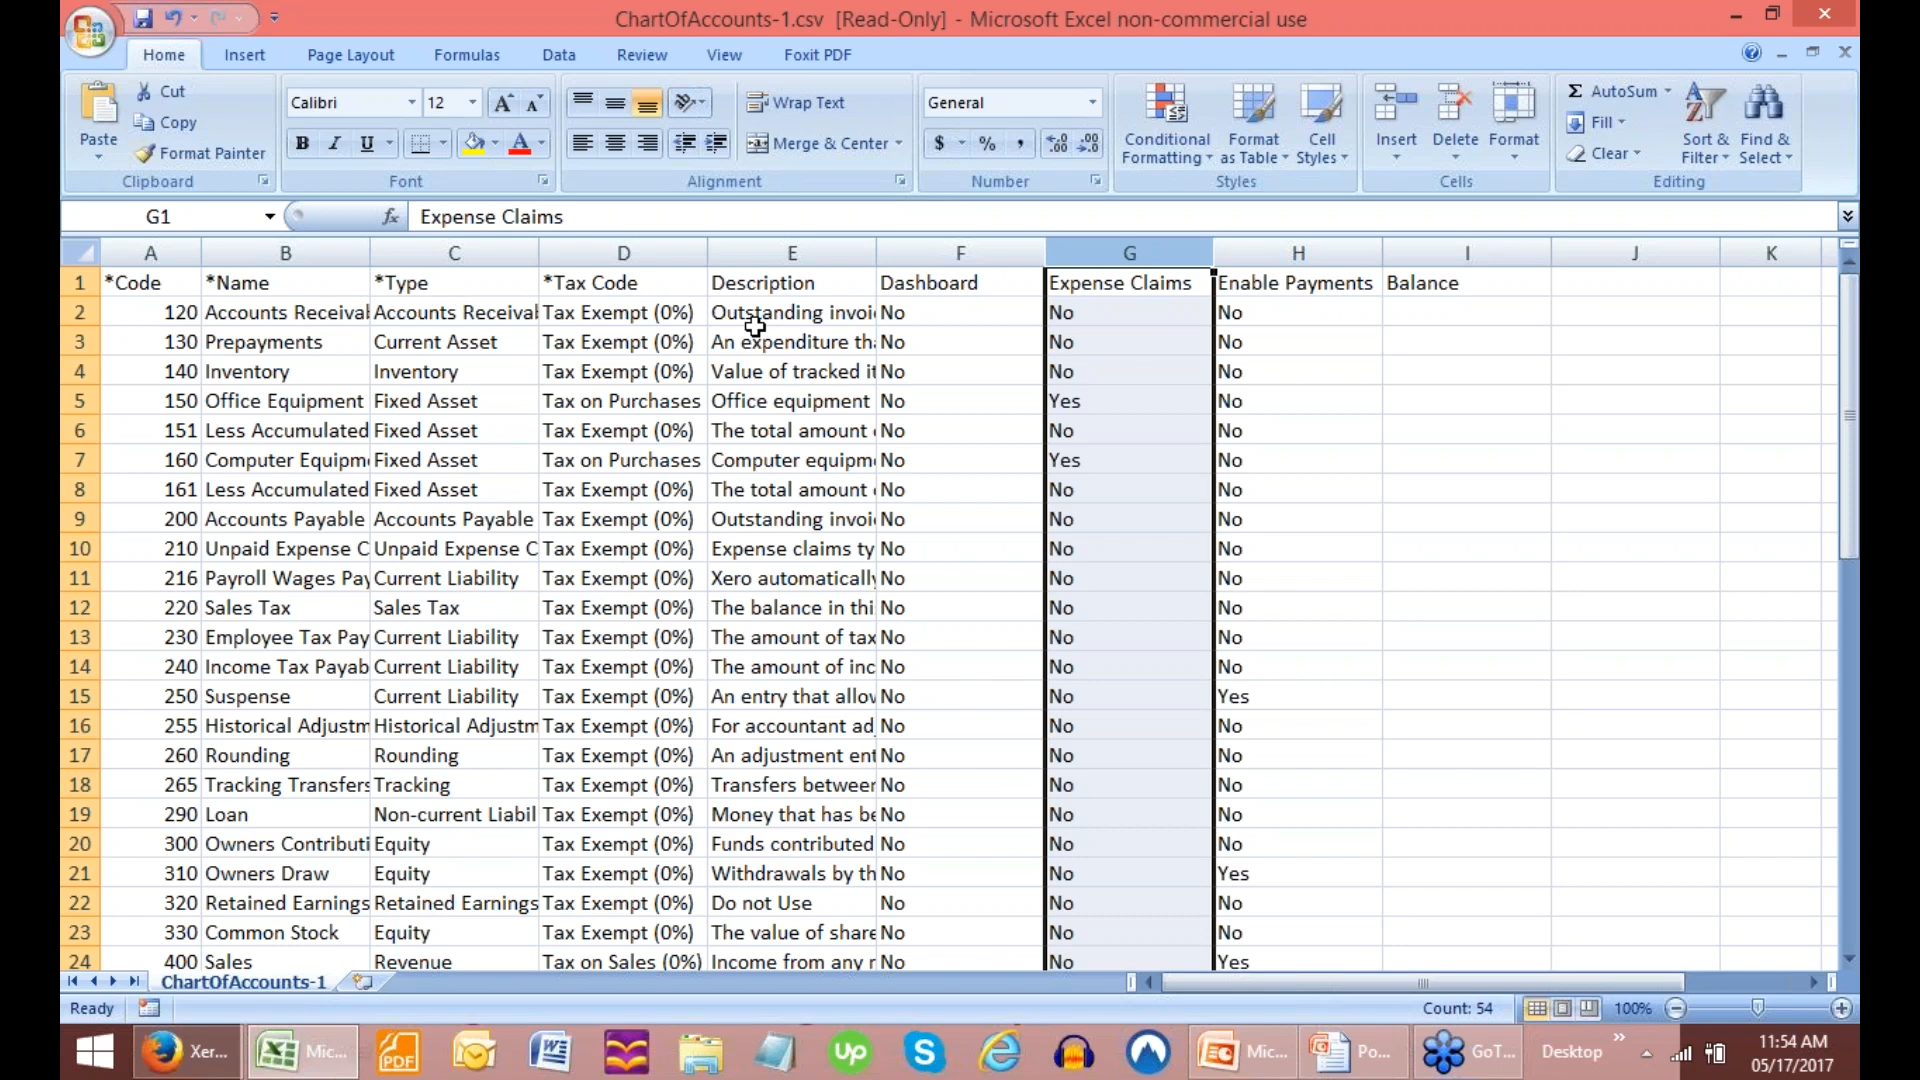 ChartOfAccounts-1.csv  [Read-Only] - Microsoft Excel non-commercial use
Home Insert Page Layout Formulas Data Review View Foxit PDF
Paste Cut Copy Format Painter
Calibri 12
B I U A
Wrap Text
Merge & Center
General
$ % ,
Conditional Formatting
Format as Table
Cell Styles
Insert Delete Format
Σ AutoSum
Fill
Clear
Sort & Filter
Find & Select
Clipboard Font Alignment Number Styles Cells Editing
G1 fx Expense Claims
A B C D E F G H I J K
1 *Code *Name *Type *Tax Code Description Dashboard Expense Claims Enable Payments Balance
2 120 Accounts Receival Accounts Receival Tax Exempt (0%) Outstanding invoi No No No
3 130 Prepayments Current Asset Tax Exempt (0%) An expenditure tha No No No
4 140 Inventory Inventory Tax Exempt (0%) Value of tracked it No No No
5 150 Office Equipment Fixed Asset Tax on Purchases Office equipment No Yes No
6 151 Less Accumulated Fixed Asset Tax Exempt (0%) The total amount No No No
7 160 Computer Equipm Fixed Asset Tax on Purchases Computer equipm No Yes No
8 161 Less Accumulated Fixed Asset Tax Exempt (0%) The total amount No No No
9 200 Accounts Payable Accounts Payable Tax Exempt (0%) Outstanding invoi No No No
10 210 Unpaid Expense C Unpaid Expense C Tax Exempt (0%) Expense claims ty No No No
11 216 Payroll Wages Pay Current Liability Tax Exempt (0%) Xero automatically No No No
12 220 Sales Tax Sales Tax Tax Exempt (0%) The balance in thi No No No
13 230 Employee Tax Pay Current Liability Tax Exempt (0%) The amount of tax No No No
14 240 Income Tax Payab Current Liability Tax Exempt (0%) The amount of inc No No No
15 250 Suspense Current Liability Tax Exempt (0%) An entry that allow No No Yes
16 255 Historical Adjustm Historical Adjustm Tax Exempt (0%) For accountant ad No No No
17 260 Rounding Rounding Tax Exempt (0%) An adjustment ent No No No
18 265 Tracking Transfers Tracking Tax Exempt (0%) Transfers between No No No
19 290 Loan Non-current Liabil Tax Exempt (0%) Money that has be No No No
20 300 Owners Contributi Equity Tax Exempt (0%) Funds contributed No No No
21 310 Owners Draw Equity Tax Exempt (0%) Withdrawals by th No No Yes
22 320 Retained Earnings Retained Earnings Tax Exempt (0%) Do not Use No No No
23 330 Common Stock Equity Tax Exempt (0%) The value of share No No No
24 400 Sales Revenue Tax on Sales (0%) Income from any r No No Yes
ChartOfAccounts-1
Ready Count: 54 100%
Xer... Mic... PDF Up Mic... Po... GoT... Desktop 11:54 AM
05/17/2017